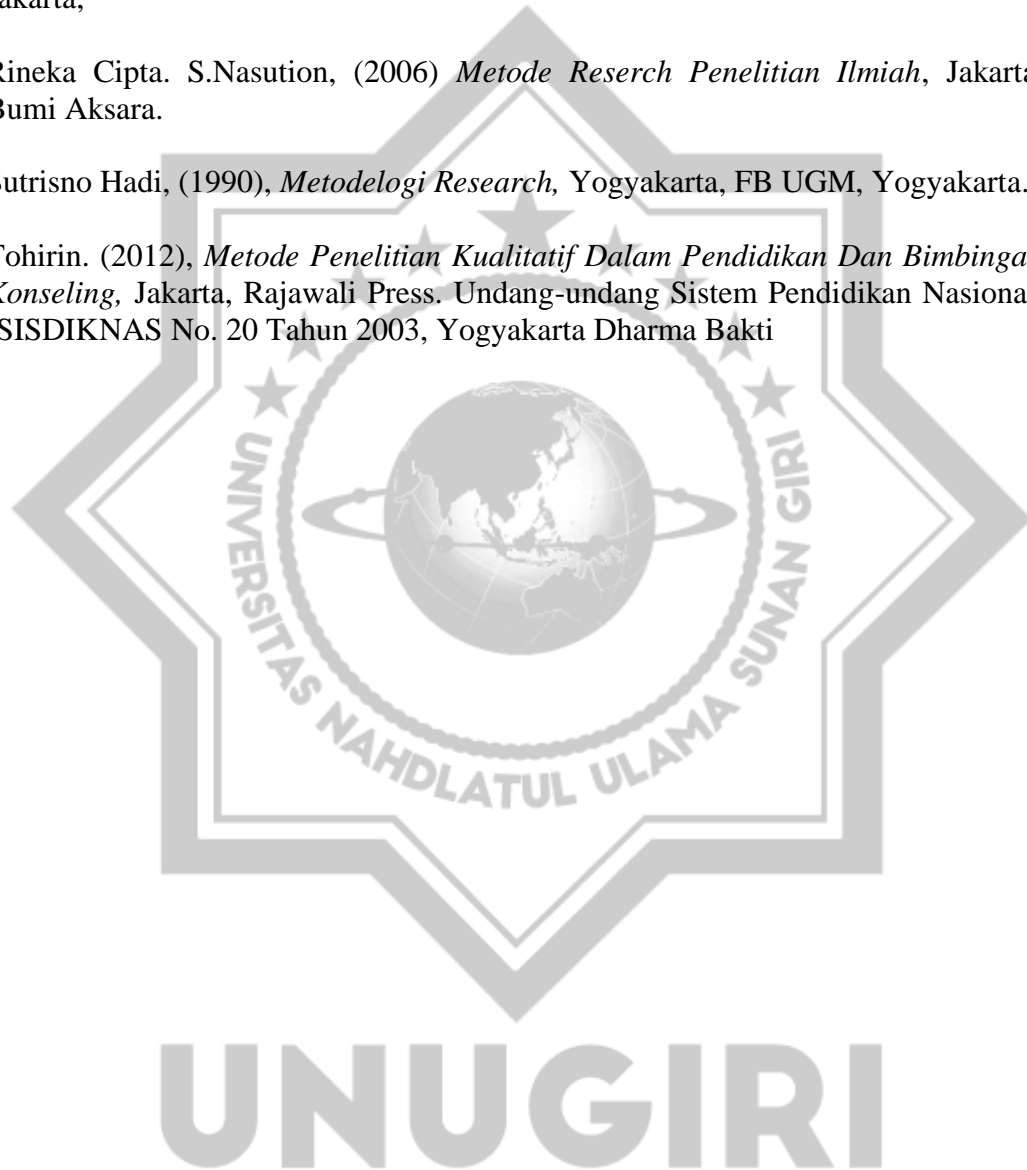 akarta,
Rineka Cipta. S.Nasution, (2006) Metode Reserch Penelitian Ilmiah, Jakarta
Bumi Aksara.
Sutrisno Hadi, (1990), Metodelogi Research, Yogyakarta, FB UGM, Yogyakarta.
Tohirin. (2012), Metode Penelitian Kualitatif Dalam Pendidikan Dan Bimbinga
Konseling, Jakarta, Rajawali Press. Undang-undang Sistem Pendidikan Nasiona
SISDIKNAS No. 20 Tahun 2003, Yogyakarta Dharma Bakti
UNIVERSITAS NAHDLATUL ULAMA SUNAN GIRI
UNUGIRI